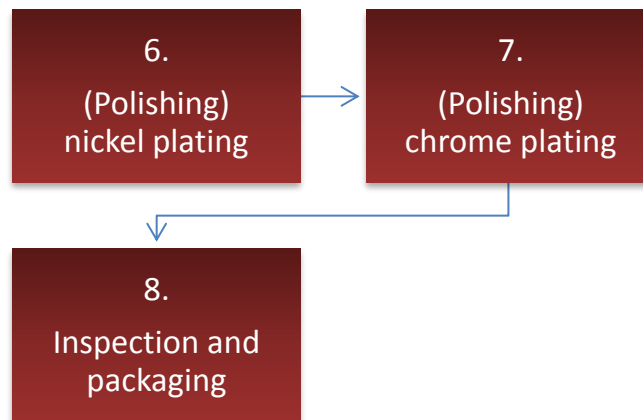 6.
(Polishing)
nickel plating
7.
(Polishing)
chrome plating
8.
Inspection and
packaging